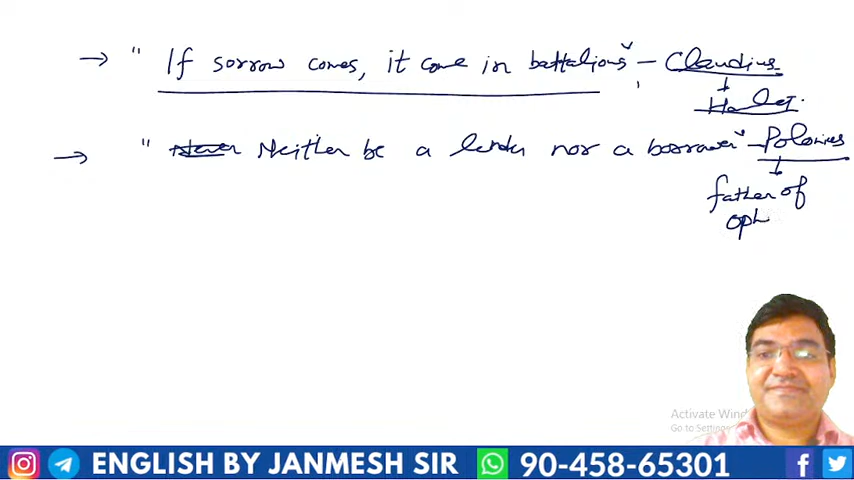 → " If sorrow comes, it come in battalions" - Claudius
↓
Hamlet.
→ " Never Neither be a lender nor a borrower" - Polonius
↓
father of
oph
Activate Wind
Go to Settings
ENGLISH BY JANMESH SIR 90-458-65301